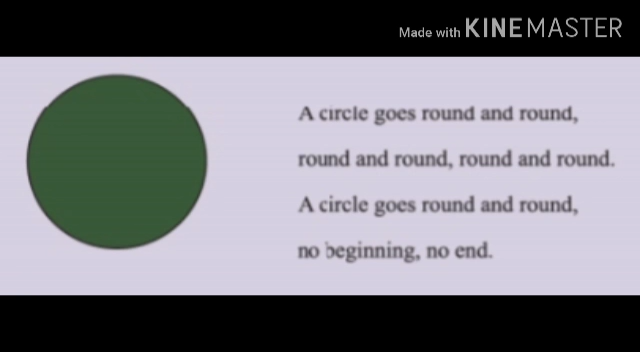 Made with KINEMASTER
A circle goes round and round,
round and round, round and round.
A circle goes round and round,
no beginning, no end.